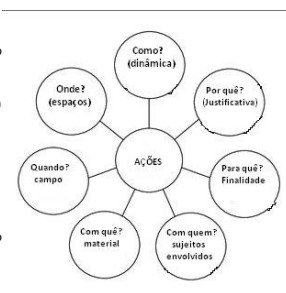 Como?
(dinâmica)
Onde?
(espaços)
Por quê?
(Justificativa)
AÇÕES
Quando?
campo
Para quê?
Finalidade
Com quê?
material
Com quem?
sujeitos
envolvidos